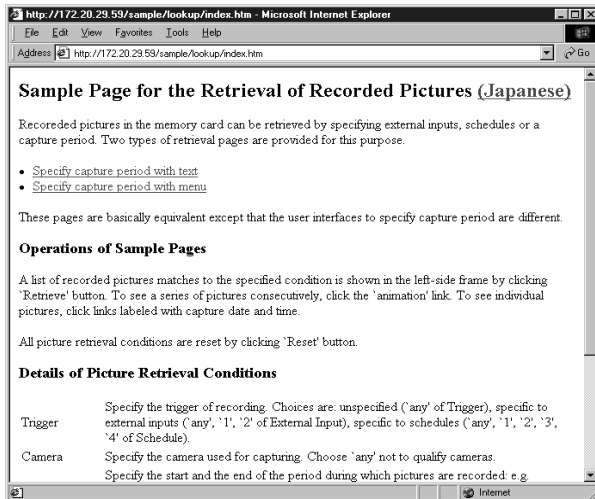 http://172.20.29.59/sample/lookup/index.htm - Microsoft Internet Explorer
File Edit View Favorites Tools Help
Address http://172.20.29.59/sample/lookup/index.htm Go
Sample Page for the Retrieval of Recorded Pictures (Japanese)
Recoreded pictures in the memory card can be retrieved by specifying external inputs, schedules or a
capture period. Two types of retrieval pages are provided for this purpose.
• Specify capture period with text
• Specify capture period with menu
These pages are basically equivalent except that the user interfaces to specify capture period are different.
Operations of Sample Pages
A list of recorded pictures matches to the specified condition is shown in the left-side frame by clicking
`Retrieve' button. To see a series of pictures consecutively, click the `animation' link. To see individual
pictures, click links labeled with capture date and time.
All picture retrieval conditions are reset by clicking `Reset' button.
Details of Picture Retrieval Conditions
Specify the trigger of recording. Choices are: unspecified (`any' of Trigger), specific to
Trigger external inputs (`any', `1', `2' of External Input), specific to schedules (`any', `1', `2', `3',
`4' of Schedule).
Camera Specify the camera used for capturing. Choose `any' not to qualify cameras.
Specify the start and the end of the period during which pictures are recorded: e.g.
Internet